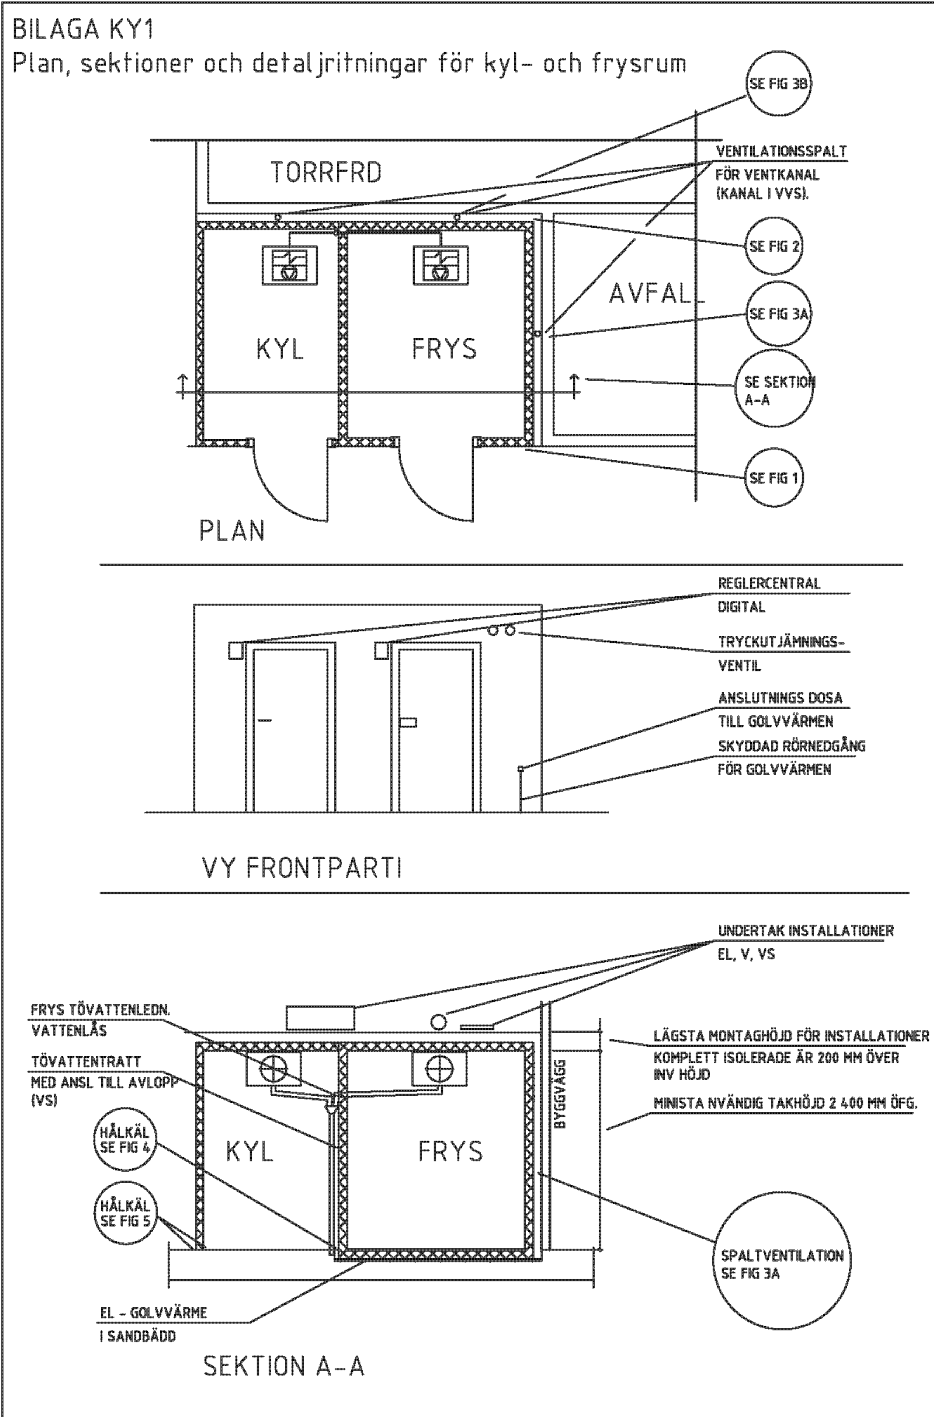 BILAGA KY1
Plan, sektioner och detaljritningar för kyl- och frysrum
SE FIG 3B
TORRFRD
VENTILATIONSSPALT
FÖR VENTKANAL
(KANAL I VVS).
SE FIG 2
AVFALL
SE FIG 3A
KYL
FRYS
SE SEKTION
A-A
SE FIG 1
PLAN
REGLERCENTRAL
DIGITAL
TRYCKUTJÄMNINGS-
VENTIL
ANSLUTNINGS DOSA
TILL GOLVVÄRMEN
SKYDDAD RÖRNEDGÅNG
FÖR GOLVVÄRMEN
VY FRONTPARTI
UNDERTAK INSTALLATIONER
EL, V, VS
FRYS TÖVATTENLEDN.
VATTENLÅS
TÖVATTENTRATT
MED ANSL TILL AVLOPP
(VS)
LÄGSTA MONTAGHÖJD FÖR INSTALLATIONER
KOMPLETT ISOLERADE ÄR 200 MM ÖVER
INV HÖJD
MINISTA NVÄNDIG TAKHÖJD 2 400 MM ÖFG.
BYGGVÄGG
HÅLKÄL
SE FIG 4
KYL
FRYS
HÅLKÄL
SE FIG 5
SPALTVENTILATION
SE FIG 3A
EL - GOLVVÄRME
I SANDBÄDD
SEKTION A-A